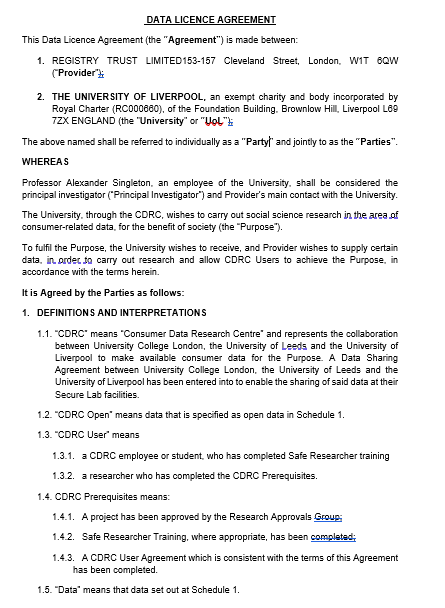 DATA LICENCE AGREEMENT
This Data Licence Agreement (the "Agreement") is made between:
1. REGISTRY TRUST LIMITED153-157 Cleveland Street, London, W1T 6QW
("Provider");
2. THE UNIVERSITY OF LIVERPOOL, an exempt charity and body incorporated by
Royal Charter (RC000660), of the Foundation Building, Brownlow Hill, Liverpool L69
7ZX ENGLAND (the "University" or "UoL");
The above named shall be referred to individually as a "Party" and jointly to as the "Parties".
WHEREAS
Professor Alexander Singleton, an employee of the University, shall be considered the
principal investigator ("Principal Investigator") and Provider's main contact with the University.
The University, through the CDRC, wishes to carry out social science research in the area of
consumer-related data, for the benefit of society (the "Purpose").
To fulfil the Purpose, the University wishes to receive, and Provider wishes to supply certain
data, in order to carry out research and allow CDRC Users to achieve the Purpose, in
accordance with the terms herein.
It is Agreed by the Parties as follows:
1. DEFINITIONS AND INTERPRETATIONS
1.1. "CDRC" means "Consumer Data Research Centre" and represents the collaboration
between University College London, the University of Leeds and the University of
Liverpool to make available consumer data for the Purpose. A Data Sharing
Agreement between University College London, the University of Leeds and the
University of Liverpool has been entered into to enable the sharing of said data at their
Secure Lab facilities.
1.2. "CDRC Open" means data that is specified as open data in Schedule 1.
1.3. "CDRC User" means
1.3.1. a CDRC employee or student, who has completed Safe Researcher training
1.3.2. a researcher who has completed the CDRC Prerequisites.
1.4. CDRC Prerequisites means:
1.4.1. A project has been approved by the Research Approvals Group;
1.4.2. Safe Researcher Training, where appropriate, has been completed;
1.4.3. A CDRC User Agreement which is consistent with the terms of this Agreement
has been completed.
1.5. "Data" means that data set out at Schedule 1.